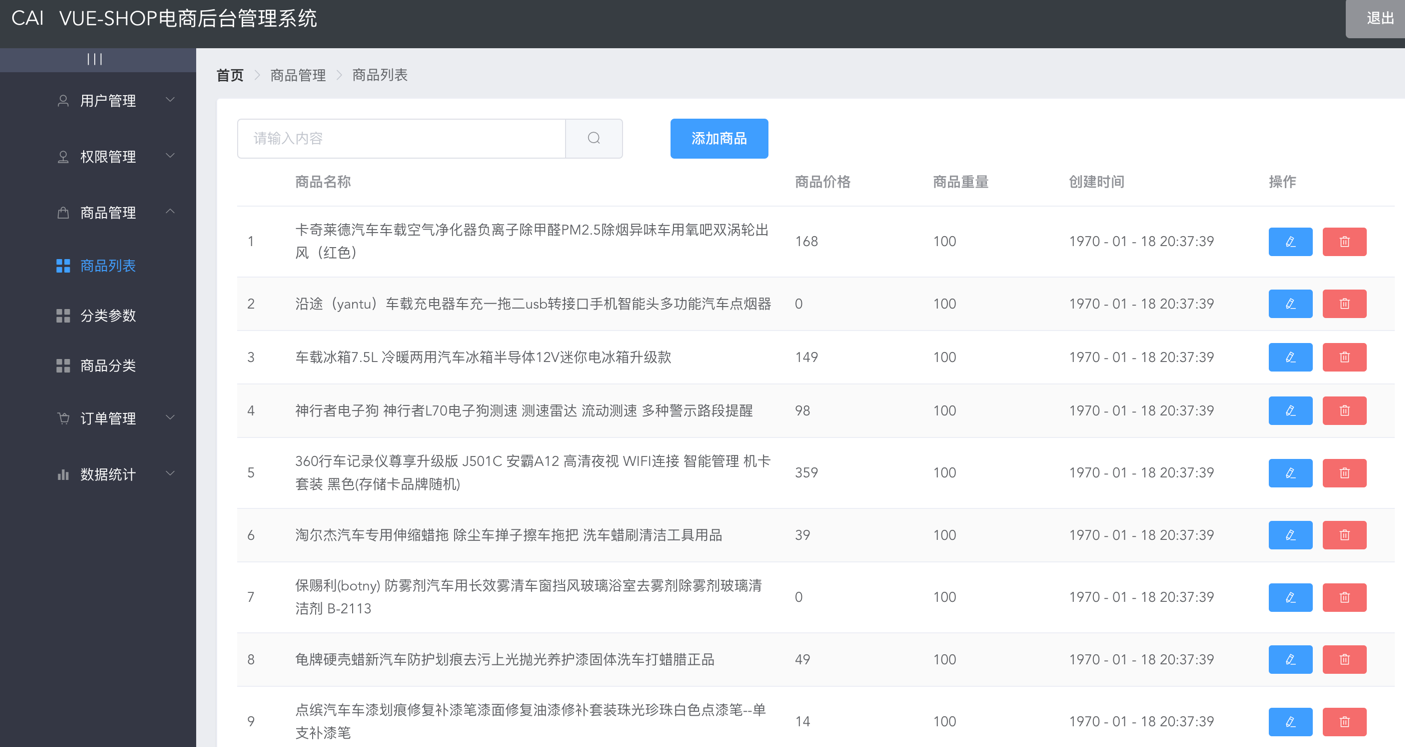 CAI VUE-SHOP电商后台管理系统
退出
|||
用户管理
权限管理
商品管理
商品列表
分类参数
商品分类
订单管理
数据统计
首页 > 商品管理 > 商品列表
请输入内容
添加商品
商品名称 商品价格 商品重量 创建时间 操作
1 卡奇莱德汽车车载空气净化器负离子除甲醛PM2.5除烟异味车用氧吧双涡轮出
风（红色） 168 100 1970 - 01 - 18 20:37:39
2 沿途（yantu）车载充电器车充一拖二usb转接口手机智能头多功能汽车点烟器 0 100 1970 - 01 - 18 20:37:39
3 车载冰箱7.5L 冷暖两用汽车冰箱半导体12V迷你电冰箱升级款 149 100 1970 - 01 - 18 20:37:39
4 神行者电子狗 神行者L70电子狗测速 测速雷达 流动测速 多种警示路段提醒 98 100 1970 - 01 - 18 20:37:39
5 360行车记录仪尊享升级版 J501C 安霸A12 高清夜视 WIFI连接 智能管理 机卡
套装 黑色(存储卡品牌随机) 359 100 1970 - 01 - 18 20:37:39
6 淘尔杰汽车专用伸缩蜡拖 除尘车掸子擦车拖把 洗车蜡刷清洁工具用品 39 100 1970 - 01 - 18 20:37:39
7 保赐利(botny) 防雾剂汽车用长效雾清车窗挡风玻璃浴室去雾剂除雾剂玻璃清
洁剂 B-2113 0 100 1970 - 01 - 18 20:37:39
8 龟牌硬壳蜡新汽车防护划痕去污上光抛光养护漆固体洗车打蜡腊正品 49 100 1970 - 01 - 18 20:37:39
9 点缤汽车车漆划痕修复补漆笔漆面修复油漆修补套装珠光珍珠白色点漆笔--单
支补漆笔 14 100 1970 - 01 - 18 20:37:39